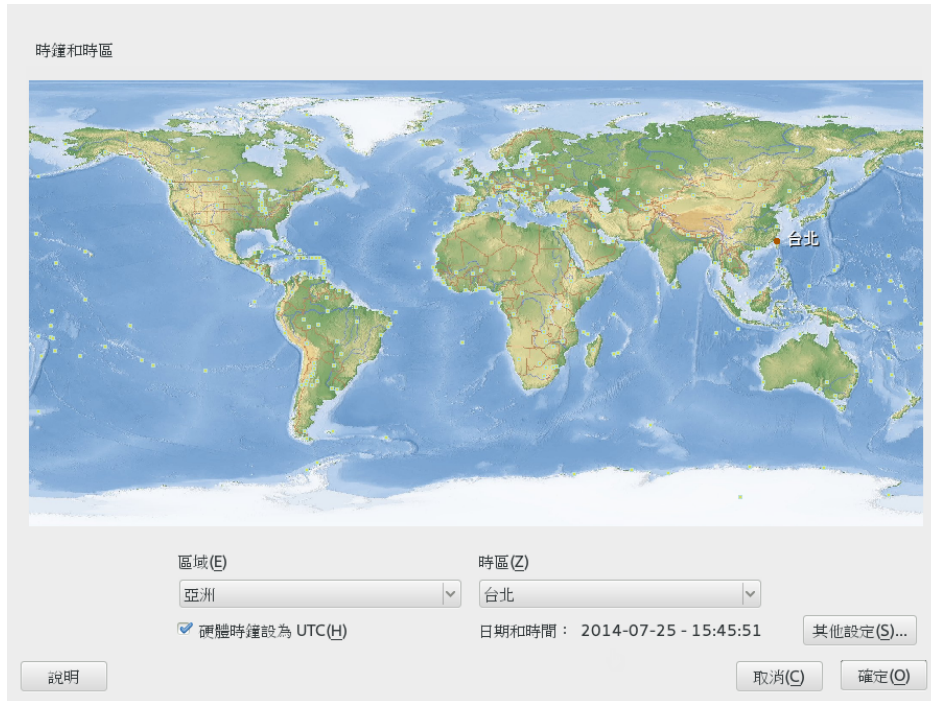 時鐘和時區
台北
區域(E)
時區(Z)
亞洲
台北
硬體時鐘設為 UTC(H)
日期和時間： 2014-07-25 - 15:45:51
其他設定(S)...
說明
取消(C)
確定(O)